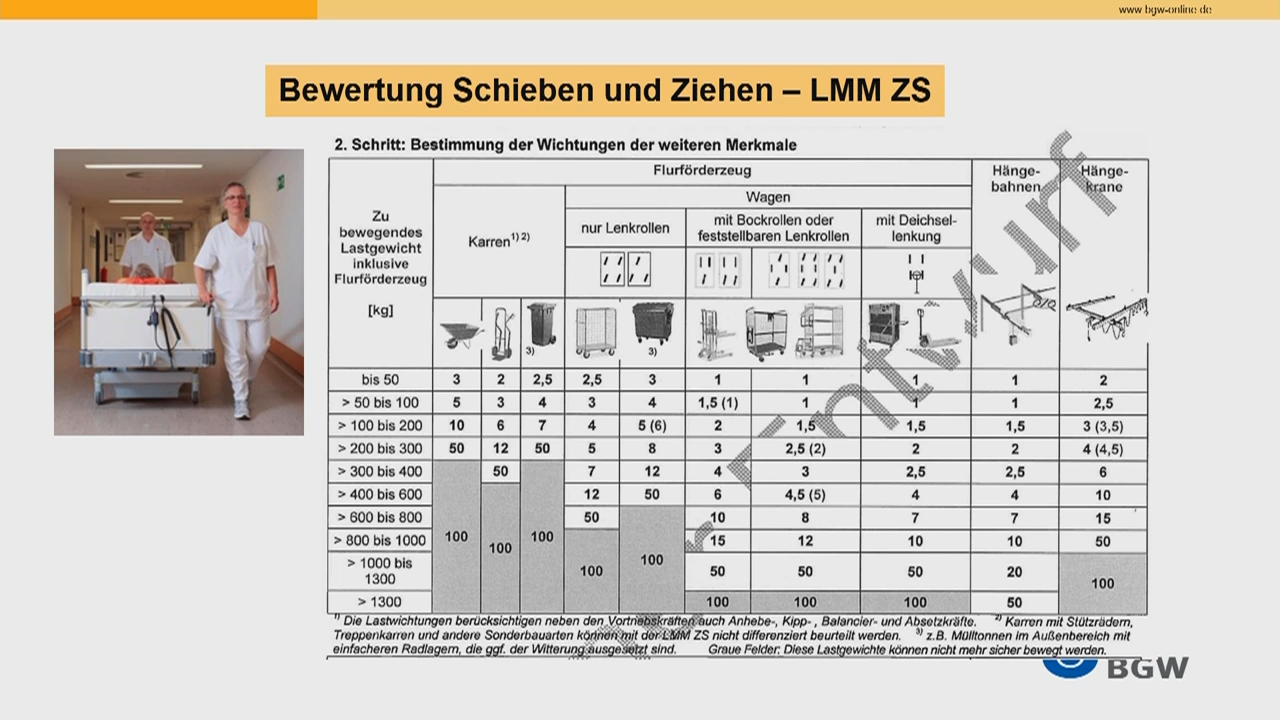 www.bgw-online.de
Bewertung Schieben und Ziehen – LMM ZS
2. Schritt: Bestimmung der Wichtungen der weiteren Merkmale
Zu bewegendes Lastgewicht inklusive Flurförderzeug [kg]
Flurförderzeug
Hänge-bahnen
Hänge-krane
Karren1) 2)
Wagen
nur Lenkrollen
mit Bockrollen oder feststellbaren Lenkrollen
mit Deichsel-lenkung
3)
3)
bis 50 3 2 2,5 2,5 3 1 1 1 1 2
> 50 bis 100 5 3 4 3 4 1,5 (1) 1 1 1 2,5
> 100 bis 200 10 6 7 4 5 (6) 2 1,5 1,5 1,5 3 (3,5)
> 200 bis 300 50 12 50 5 8 3 2,5 (2) 2 2 4 (4,5)
> 300 bis 400 50 7 12 4 3 2,5 2,5 6
> 400 bis 600 12 50 6 4,5 (5) 4 4 10
> 600 bis 800 50 10 8 7 7 15
> 800 bis 1000 100 100 100 100 15 12 10 10 50
> 1000 bis 1300 100 50 50 50 20 100
> 1300 100 100 100 50
1) Die Lastwichtungen berücksichtigen neben den Vortriebskräften auch Anhebe-, Kipp- , Balancier- und Absetzkräfte. 2) Karren mit Stützrädern,
Treppenkarren und andere Sonderbauarten können mit der LMM ZS nicht differenziert beurteilt werden. 3) z.B. Mülltonnen im Außenbereich mit
einfacheren Radlagern, die ggf. der Witterung ausgesetzt sind. Graue Felder: Diese Lastgewichte können nicht mehr sicher bewegt werden.
Entwurf
BGW